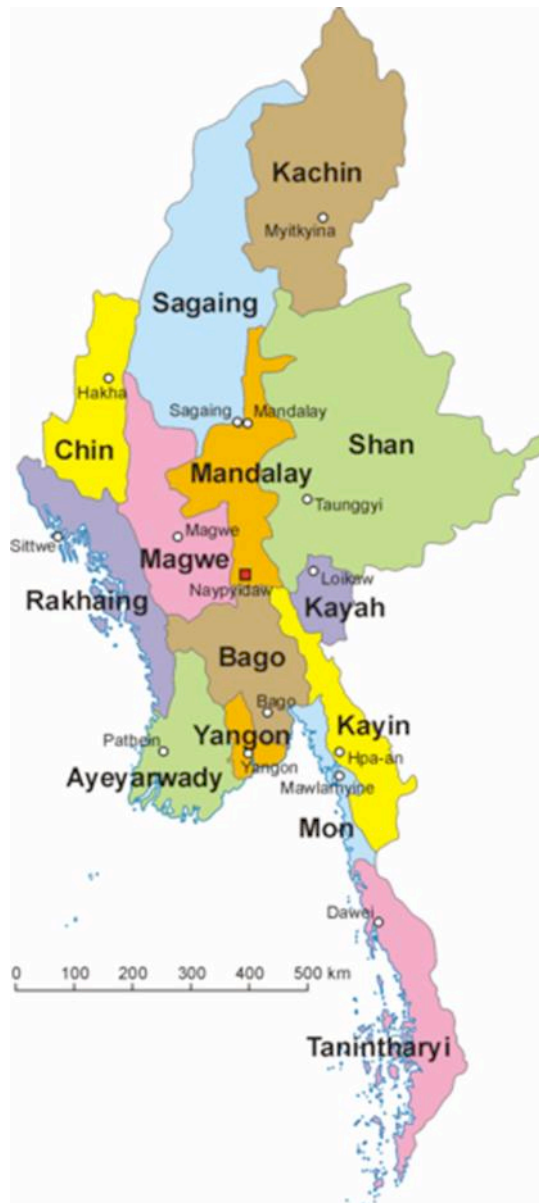 Kachin
Myitkyina
Sagaing
Hakha
Sagaing
Mandalay
Chin
Shan
Mandalay
Taunggyi
Sittwe
Magwe
Magwe
Loikaw
Rakhaing
Naypyidaw
Kayah
Bago
Bago
Kayin
Yangon
Pathein
Hpa-an
Yangon
Ayeyarwady
Mawlamyine
Mon
Dawei
0 100 200 300 400 500 km
Tanintharyi